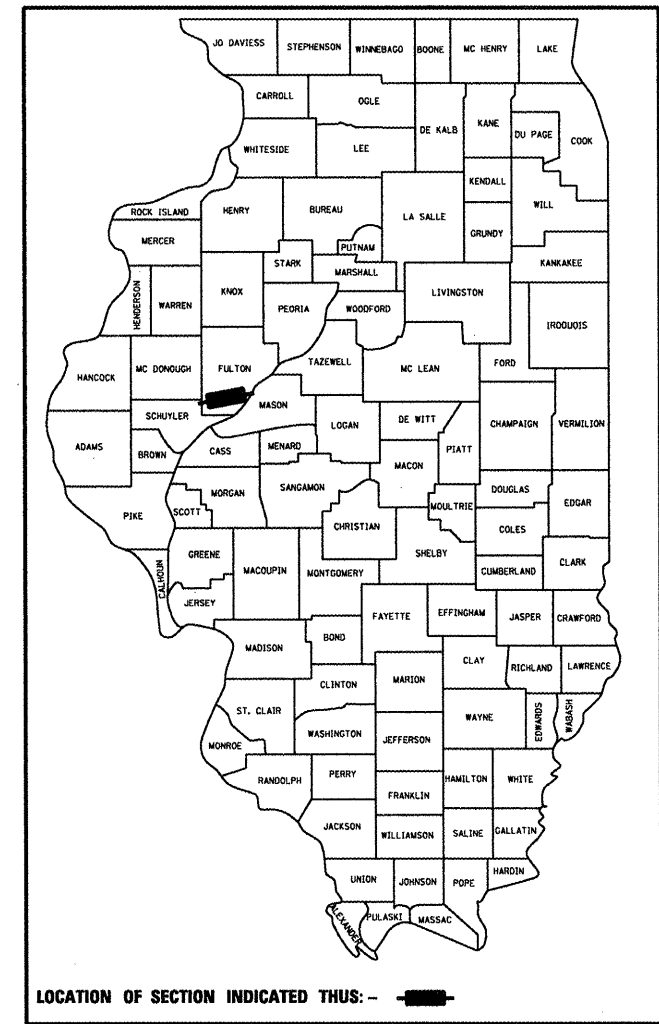 JO DAVIESS
STEPHENSON
WINNEBAGO
BOONE
MC HENRY
LAKE
CARROLL
OGLE
DE KALB
KANE
DU PAGE
COOK
WHITESIDE
LEE
KENDALL
WILL
ROCK ISLAND
HENRY
BUREAU
LA SALLE
GRUNDY
MERCER
PUTNAM
STARK
MARSHALL
KANKAKEE
HENDERSON
WARREN
KNOX
PEORIA
WOODFORD
LIVINGSTON
IROQUOIS
HANCOCK
MC DONOUGH
FULTON
TAZEWELL
MC LEAN
FORD
SCHUYLER
MASON
LOGAN
DE WITT
PIATT
CHAMPAIGN
VERMILION
ADAMS
BROWN
CASS
MENARD
MACON
PIKE
SCOTT
MORGAN
SANGAMON
CHRISTIAN
MOULTRIE
DOUGLAS
EDGAR
COLES
GREENE
MACOUPIN
MONTGOMERY
SHELBY
CUMBERLAND
CLARK
CALHOUN
JERSEY
FAYETTE
EFFINGHAM
JASPER
CRAWFORD
MADISON
BOND
CLAY
RICHLAND
LAWRENCE
CLINTON
MARION
ST. CLAIR
WAYNE
EDWARDS
WABASH
MONROE
WASHINGTON
JEFFERSON
RANDOLPH
PERRY
HAMILTON
WHITE
FRANKLIN
JACKSON
WILLIAMSON
SALINE
GALLATIN
UNION
JOHNSON
POPE
HARDIN
ALEXANDER
PULASKI
MASSAC
LOCATION OF SECTION INDICATED THUS: -